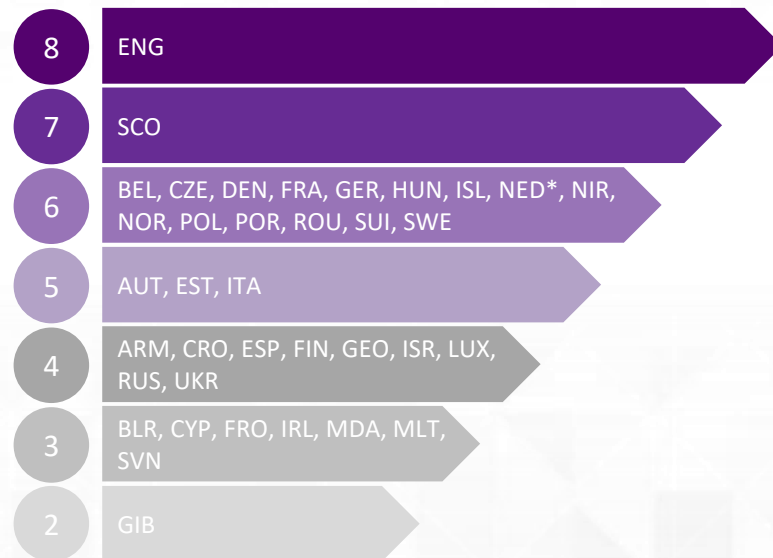 8 ENG
7 SCO
6 BEL, CZE, DEN, FRA, GER, HUN, ISL, NED*, NIR,
NOR, POL, POR, ROU, SUI, SWE
5 AUT, EST, ITA
4 ARM, CRO, ESP, FIN, GEO, ISR, LUX,
RUS, UKR
3 BLR, CYP, FRO, IRL, MDA, MLT,
SVN
2 GIB